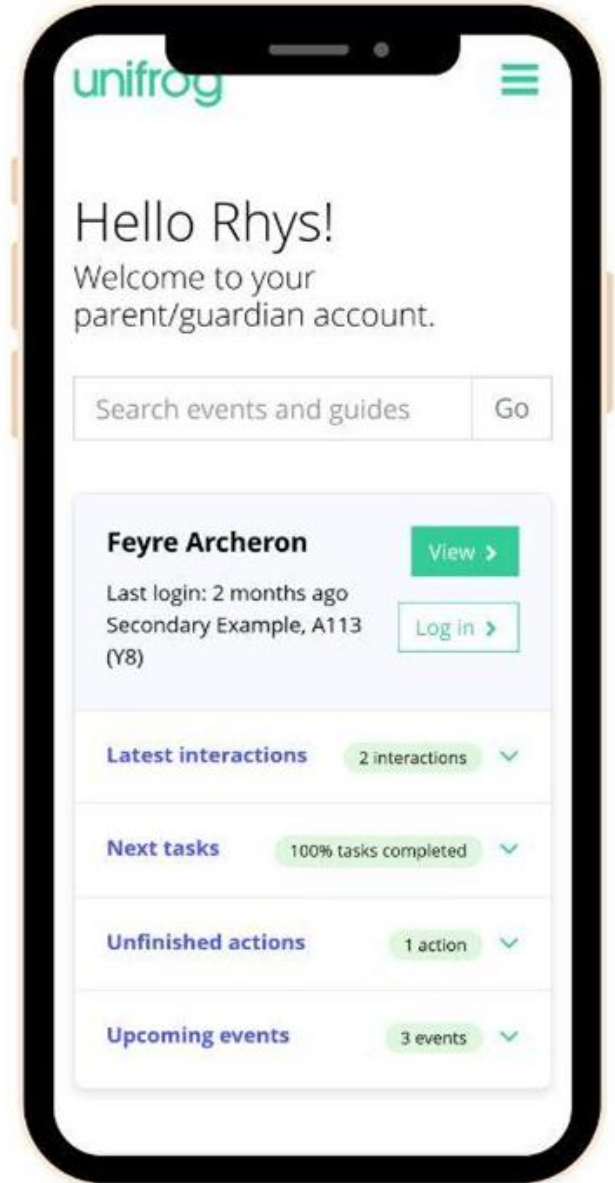 unifrog
Hello Rhys!
Welcome to your
parent/guardian account.
Search events and guides Go
Feyre Archeron View
Last login: 2 months ago
Secondary Example, A113 Log in
(Y8)
Latest interactions 2 interactions
Next tasks 100% tasks completed
Unfinished actions 1 action
Upcoming events 3 events